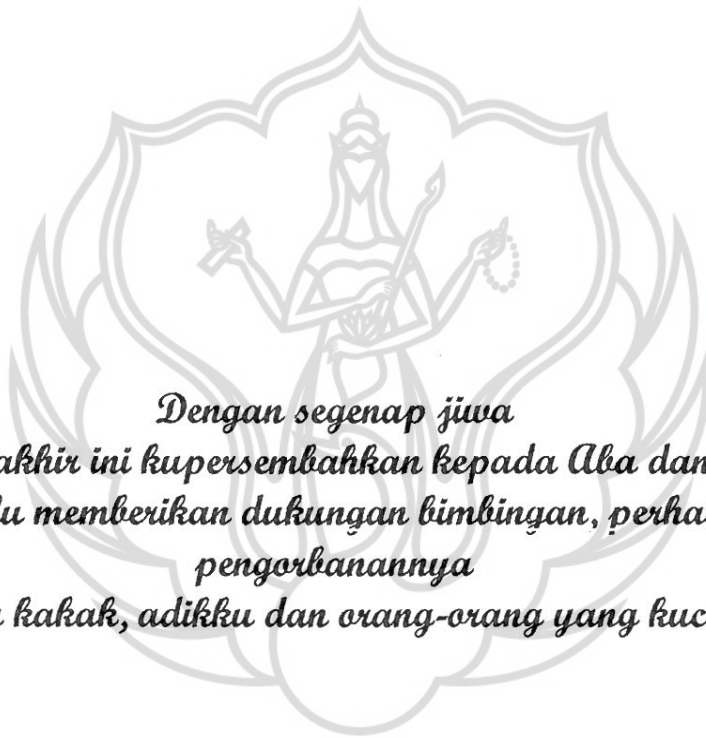 Dengan segenap jiwa
akhir ini kupersembahkan kepada Aba dan
memberikan dukungan bimbingan,
pengorbanannya
kakak, adikku dan orang-orang yang